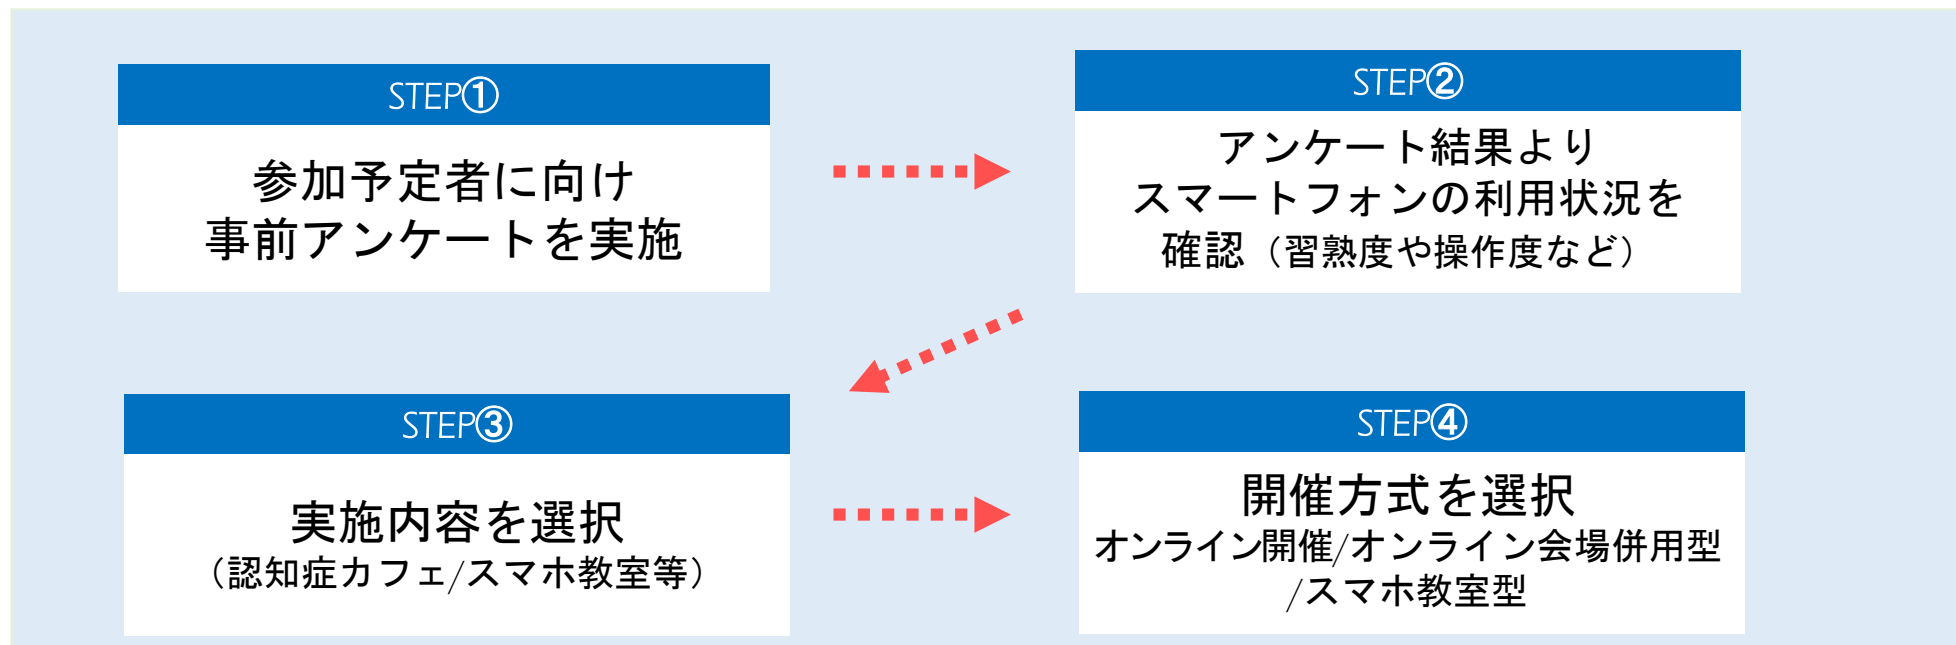 STEP①
参加予定者に向け
事前アンケートを実施
STEP②
アンケート結果より
スマートフォンの利用状況を
確認（習熟度や操作度など）
STEP③
実施内容を選択
（認知症カフェ/スマホ教室等）
STEP④
開催方式を選択
オンライン開催/オンライン会場併用型
/スマホ教室型